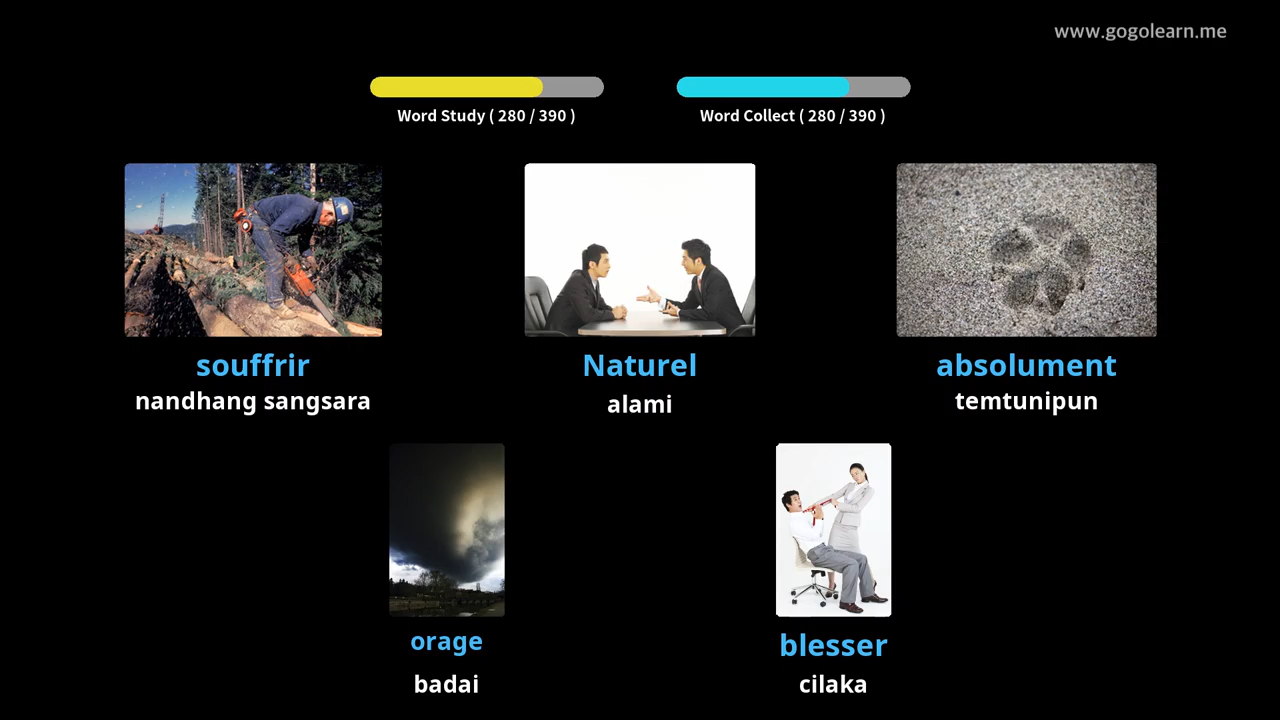 www.gogolearn.me
Word Study ( 280 / 390 )
Word Collect ( 280 / 390 )
souffrir
nandhang sangsara
Naturel
alami
absolument
temtunipun
orage
badai
blesser
cilaka